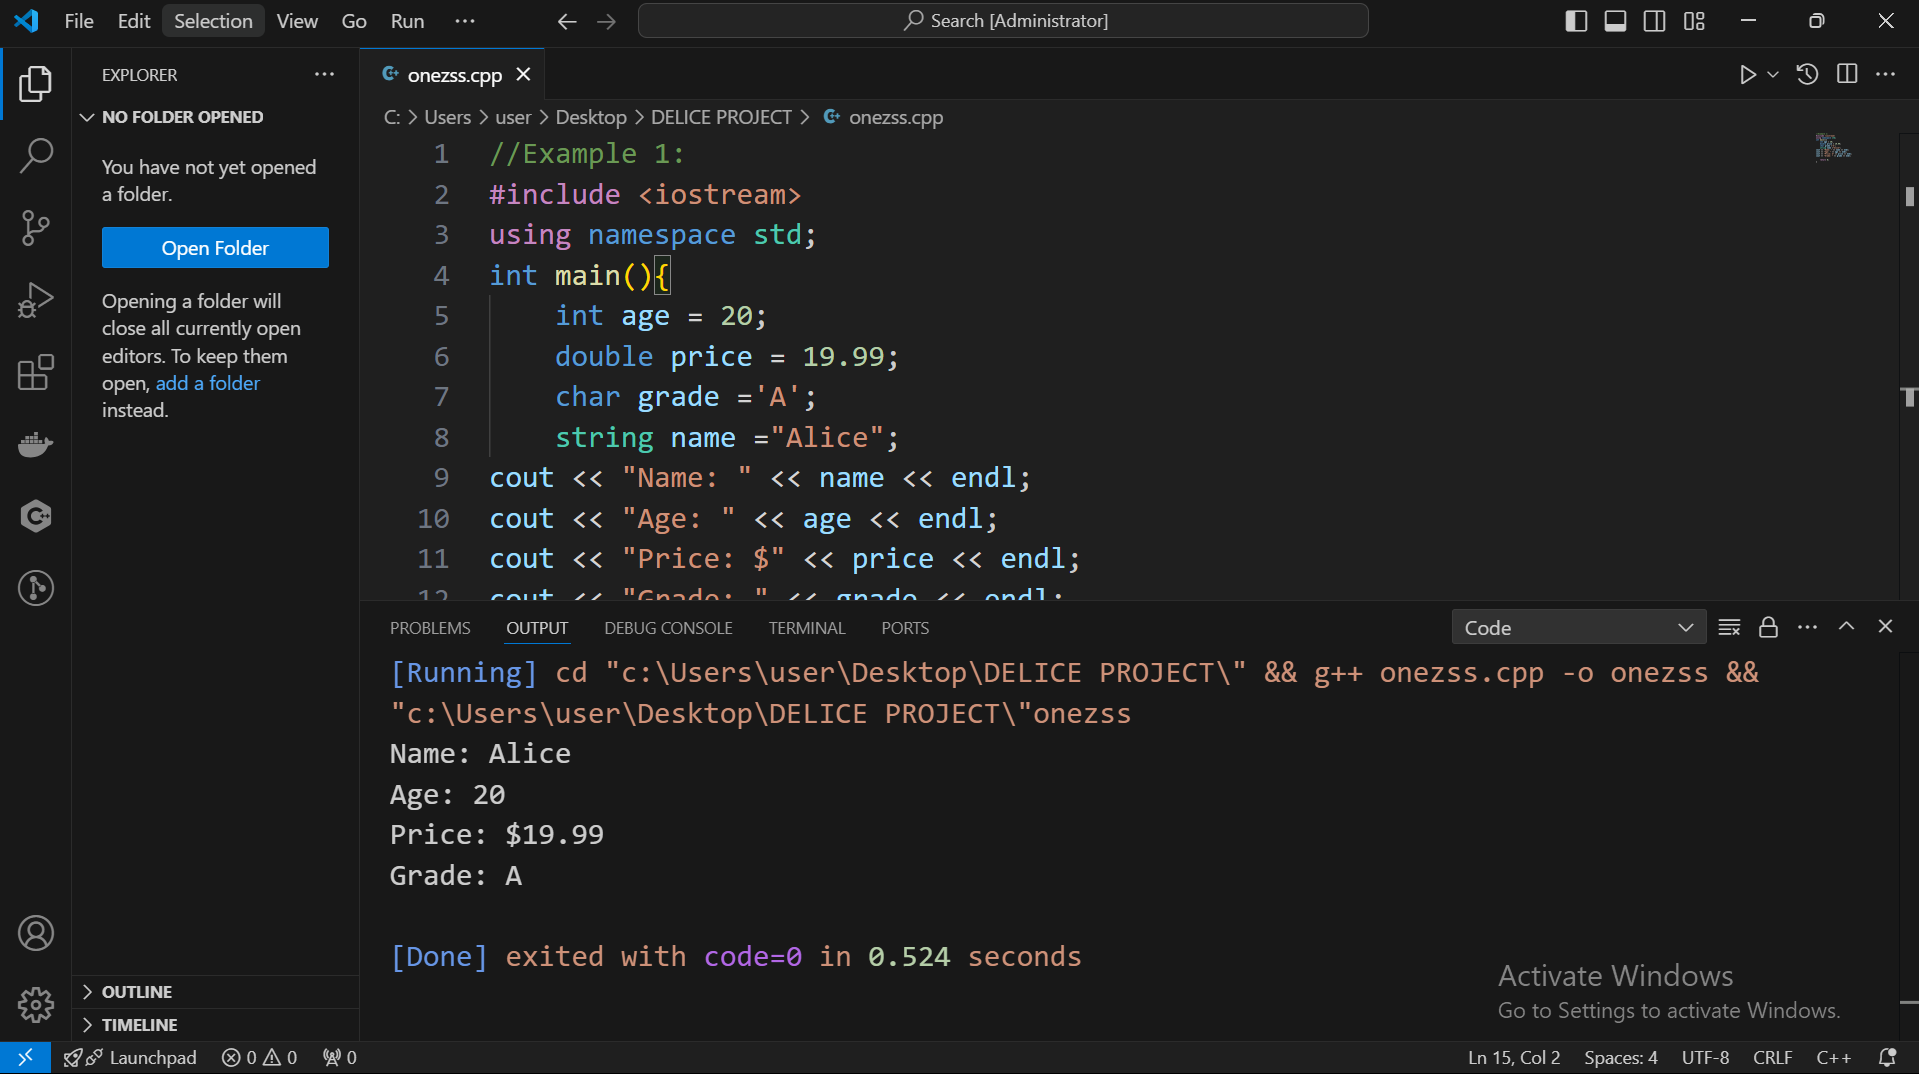 File Edit Selection View Go Run ··· Search [Administrator]
EXPLORER
NO FOLDER OPENED
You have not yet opened
a folder.
Open Folder
Opening a folder will
close all currently open
editors. To keep them
open, add a folder
instead.
OUTLINE
TIMELINE
onezss.cpp
C: > Users > user > Desktop > DELICE PROJECT > onezss.cpp
1 //Example 1:
2 #include <iostream>
3 using namespace std;
4 int main(){
5 int age = 20;
6 double price = 19.99;
7 char grade ='A';
8 string name ="Alice";
9 cout << "Name: " << name << endl;
10 cout << "Age: " << age << endl;
11 cout << "Price: $" << price << endl;
12 cout << "Grade: " << grade << endl;
PROBLEMS OUTPUT DEBUG CONSOLE TERMINAL PORTS Code
[Running] cd "c:\Users\user\Desktop\DELICE PROJECT\" && g++ onezss.cpp -o onezss &&
"c:\Users\user\Desktop\DELICE PROJECT\"onezss
Name: Alice
Age: 20
Price: $19.99
Grade: A
[Done] exited with code=0 in 0.524 seconds
Activate Windows
Go to Settings to activate Windows.
Launchpad 0 0 0 Ln 15, Col 2 Spaces: 4 UTF-8 CRLF C++